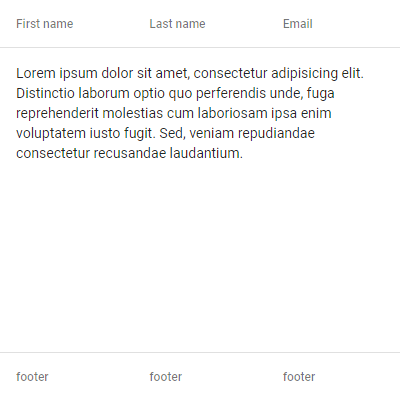 First name Last name Email
Lorem ipsum dolor sit amet, consectetur adipisicing elit.
Distinctio laborum optio quo perferendis unde, fuga
reprehenderit molestias cum laboriosam ipsa enim
voluptatem iusto fugit. Sed, veniam repudiandae
consectetur recusandae laudantium.
footer footer footer